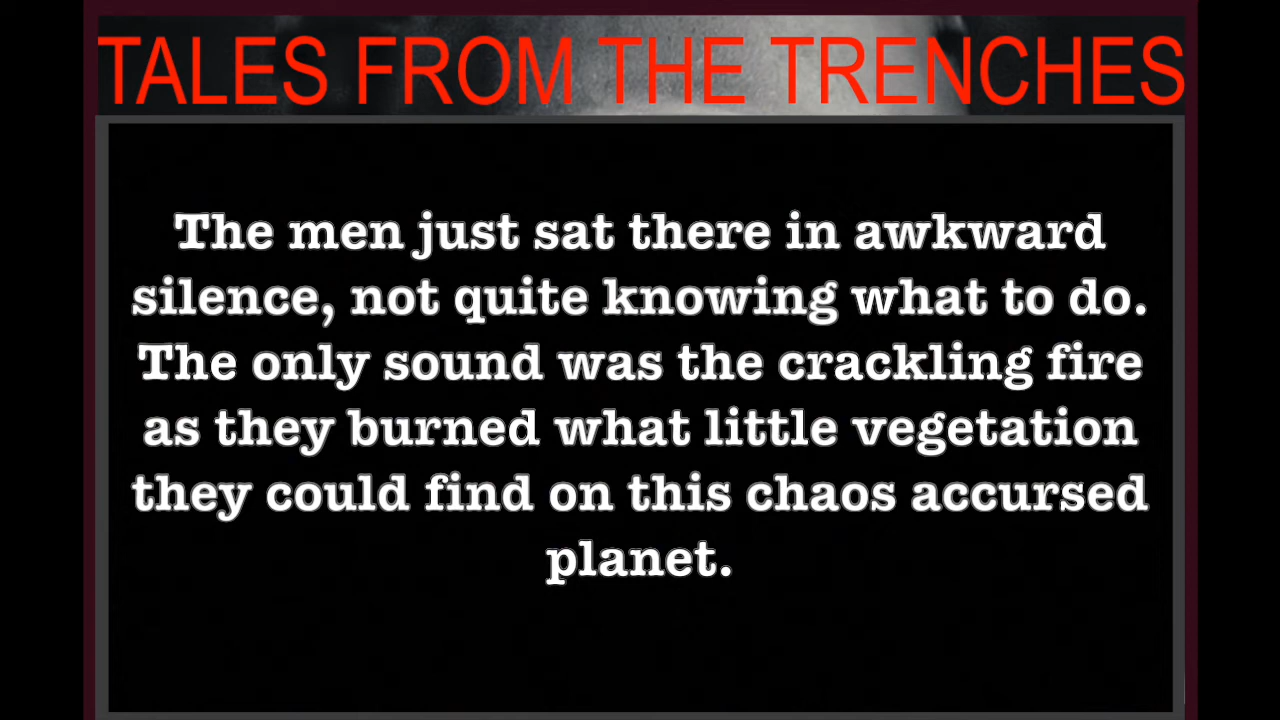 TALES FROM THE TRENCHES
The men just sat there in awkward
silence, not quite knowing what to do.
The only sound was the crackling fire
as they burned what little vegetation
they could find on this chaos accursed
planet.